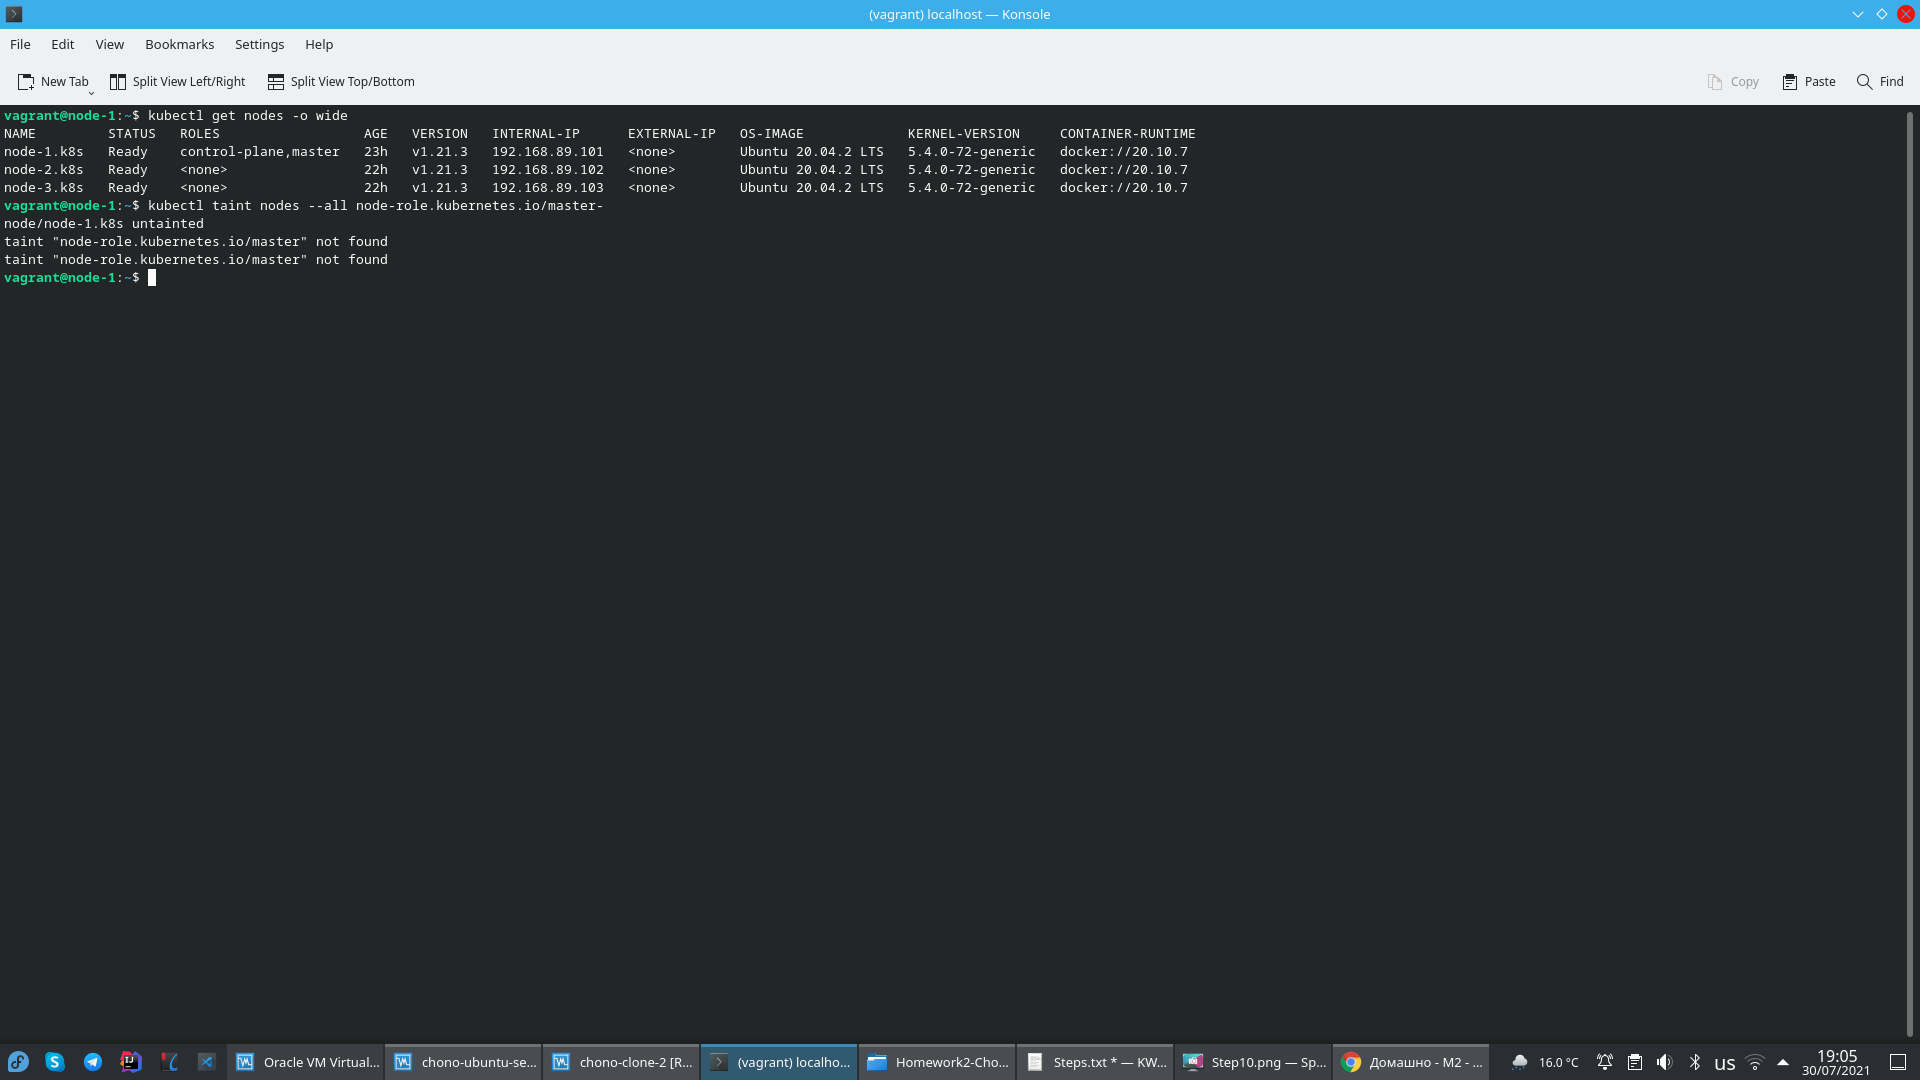 (vagrant) localhost — Konsole
File Edit View Bookmarks Settings Help
New Tab Split View Left/Right Split View Top/Bottom Copy Paste Find
vagrant@node-1:~$ kubectl get nodes -o wide
NAME STATUS ROLES AGE VERSION INTERNAL-IP EXTERNAL-IP OS-IMAGE KERNEL-VERSION CONTAINER-RUNTIME
node-1.k8s Ready control-plane,master 23h v1.21.3 192.168.89.101 <none> Ubuntu 20.04.2 LTS 5.4.0-72-generic docker://20.10.7
node-2.k8s Ready <none> 22h v1.21.3 192.168.89.102 <none> Ubuntu 20.04.2 LTS 5.4.0-72-generic docker://20.10.7
node-3.k8s Ready <none> 22h v1.21.3 192.168.89.103 <none> Ubuntu 20.04.2 LTS 5.4.0-72-generic docker://20.10.7
vagrant@node-1:~$ kubectl taint nodes --all node-role.kubernetes.io/master-
node/node-1.k8s untainted
taint "node-role.kubernetes.io/master" not found
taint "node-role.kubernetes.io/master" not found
vagrant@node-1:~$
Oracle VM Virtual... chono-ubuntu-se... chono-clone-2 [R... (vagrant) localho... Homework2-Cho... Steps.txt * — KW... Step10.png — Sp... Домашно - M2 - ... 16.0 °C us 19:05
30/07/2021